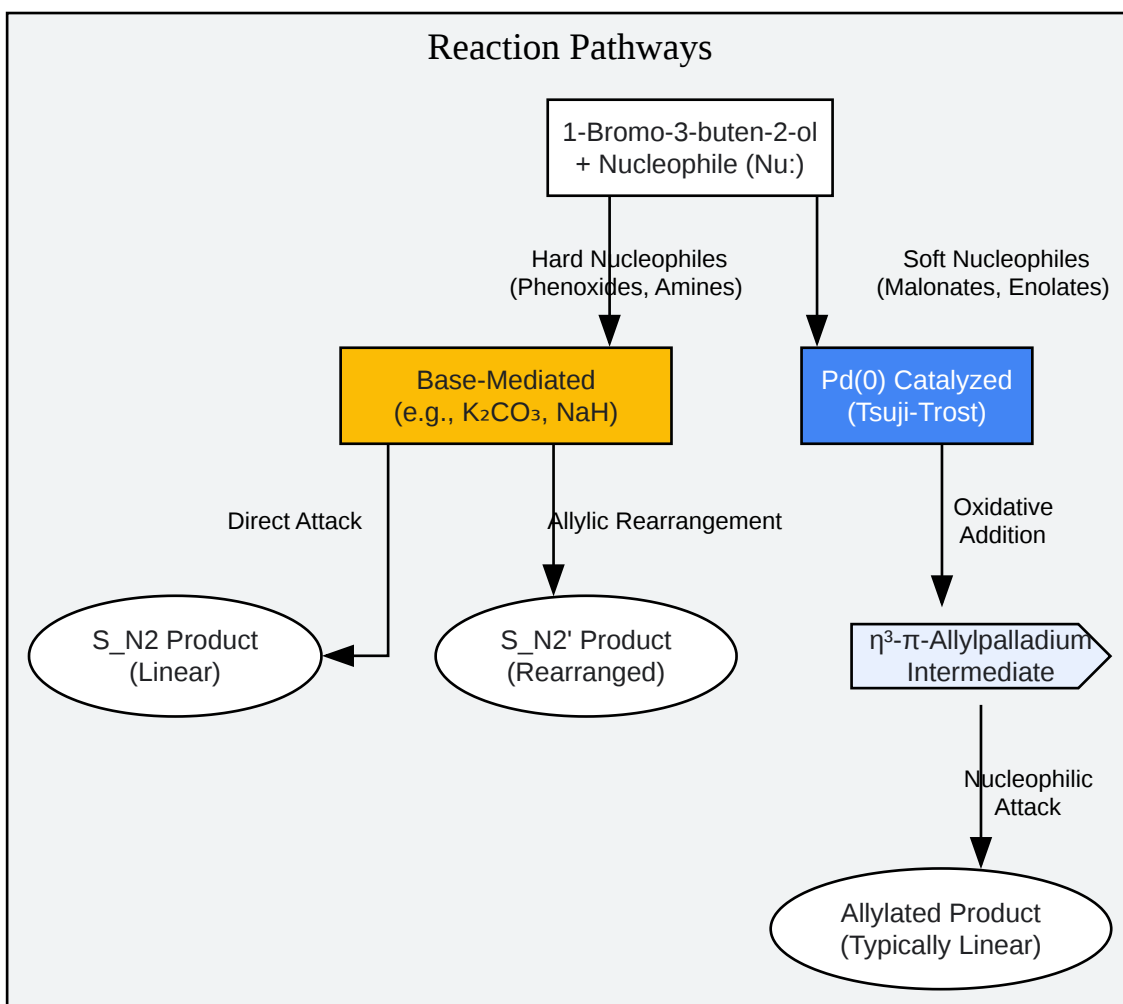 Reaction Pathways
1-Bromo-3-buten-2-ol
+ Nucleophile (Nu:)
Hard Nucleophiles
(Phenoxides, Amines)
Soft Nucleophiles
(Malonates, Enolates)
Base-Mediated
(e.g., K₂CO₃, NaH)
Pd(0) Catalyzed
(Tsuji-Trost)
Direct Attack
Allylic Rearrangement
Oxidative
Addition
S_N2 Product
(Linear)
S_N2' Product
(Rearranged)
η³-π-Allylpalladium
Intermediate
Nucleophilic
Attack
Allylated Product
(Typically Linear)